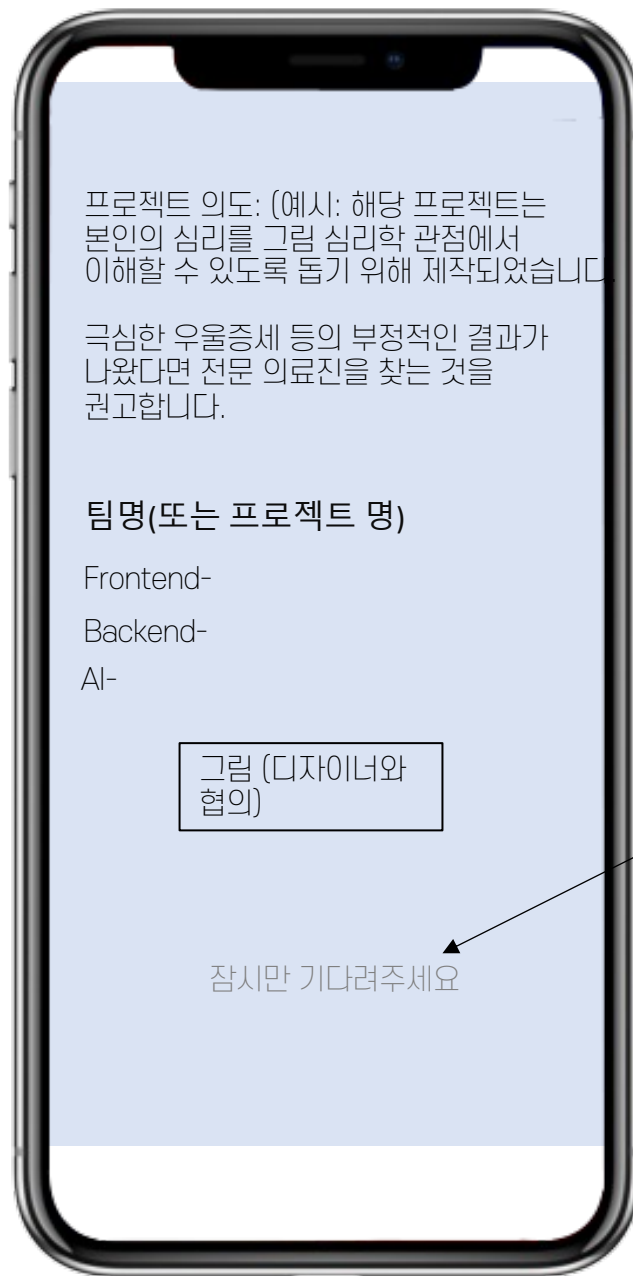 프로젝트 의도: (예시: 해당 프로젝트는
본인의 심리를 그림 심리학 관점에서
이해할 수 있도록 돕기 위해 제작되었습니다.
극심한 우울증세 등의 부정적인 결과가
나왔다면 전문 의료진을 찾는 것을
권고합니다.
팀명(또는 프로젝트 명)
Frontend-
Backend-
AI-
그림 (디자이너와
협의)
잠시만 기다려주세요